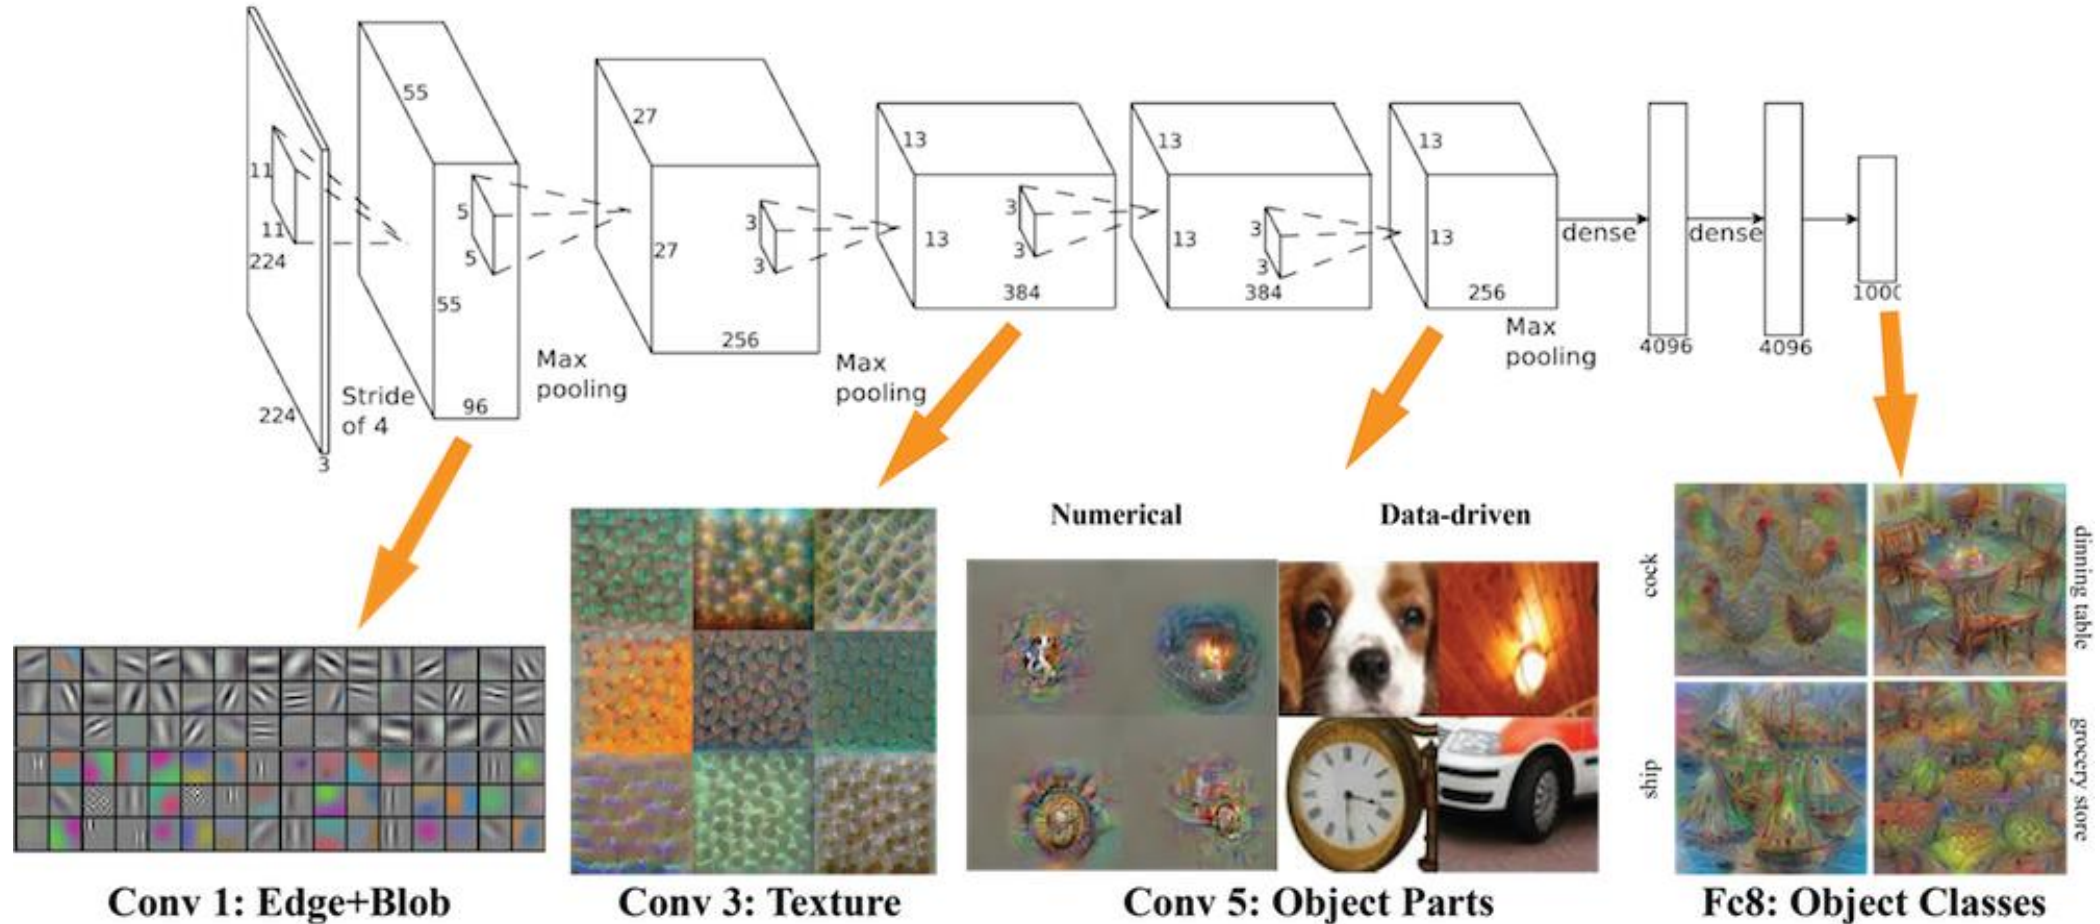 55
27
13
13
13
11
5
3
3
3
11
5
3
3
3
224
55
27
13
13
13
dense
dense
384
384
256
1000
224
Stride
of 4
96
Max
pooling
256
Max
pooling
Max
pooling
4096
4096
3
Numerical
Data-driven
cock
dinning table
ship
grocery store
Conv 1: Edge+Blob
Conv 3: Texture
Conv 5: Object Parts
Fc8: Object Classes